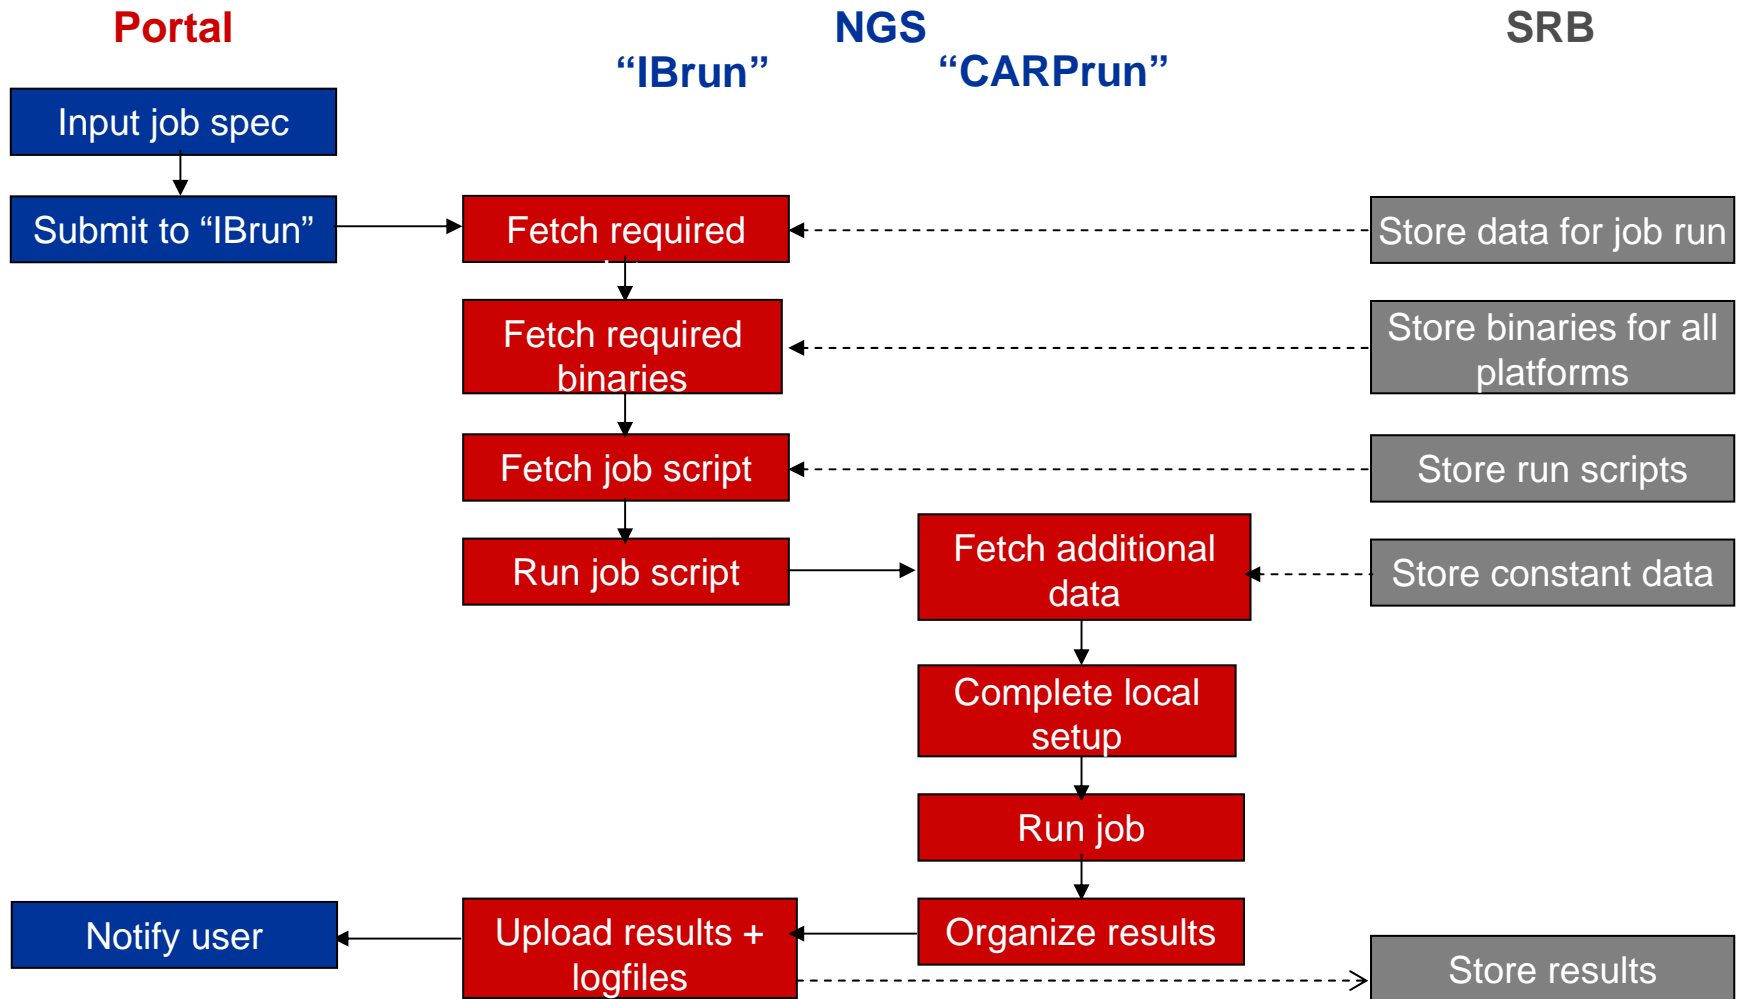 Portal
NGS
SRB
“IBrun”
“CARPrun”
Input job spec
Submit to “IBrun”
Fetch required
Store data for job run
Fetch required
binaries
Store binaries for all
platforms
Fetch job script
Store run scripts
Run job script
Fetch additional
data
Store constant data
Complete local
setup
Run job
Notify user
Upload results +
logfiles
Organize results
Store results